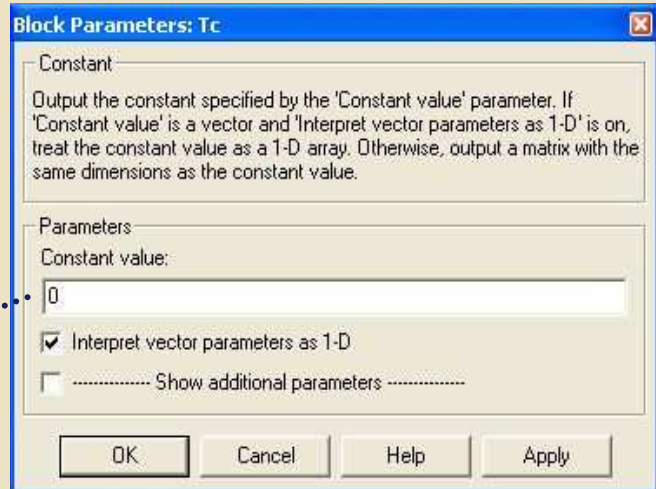 Block Parameters: Tc
Constant
Output the constant specified by the 'Constant value' parameter. If
'Constant value' is a vector and 'Interpret vector parameters as 1-D' is on,
treat the constant value as a 1-D array. Otherwise, output a matrix with the
same dimensions as the constant value.
Parameters
Constant value:
0
Interpret vector parameters as 1-D
-------------- Show additional parameters --------------
OK Cancel Help Apply